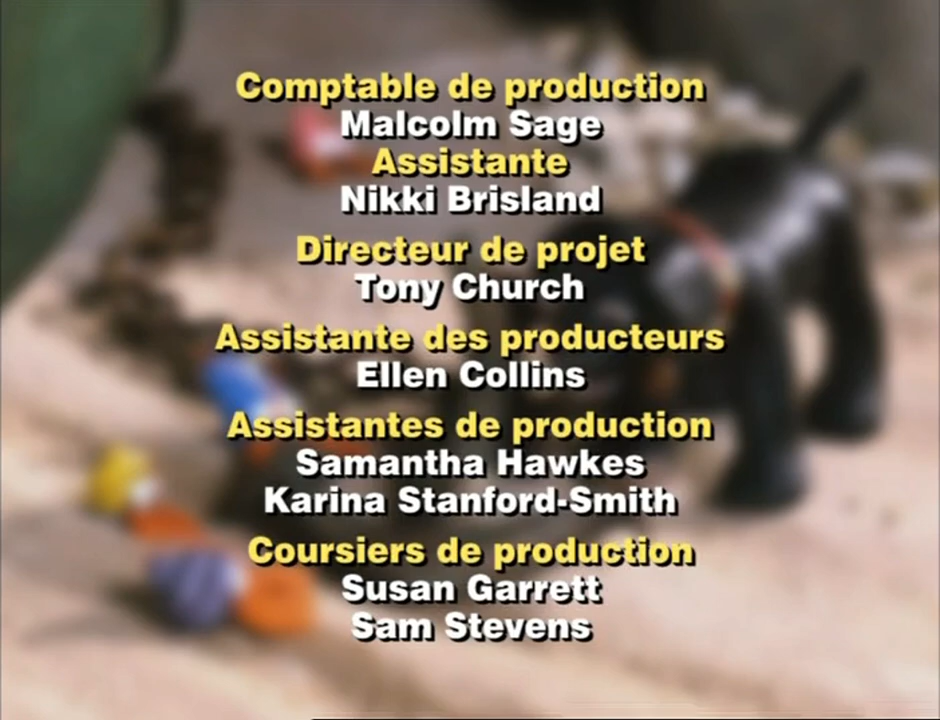 Comptable de production
Malcolm Sage
Assistante
Nikki Brisland
Directeur de projet
Tony Church
Assistante des producteurs
Ellen Collins
Assistantes de production
Samantha Hawkes
Karina Stanford-Smith
Coursiers de production
Susan Garrett
Sam Stevens